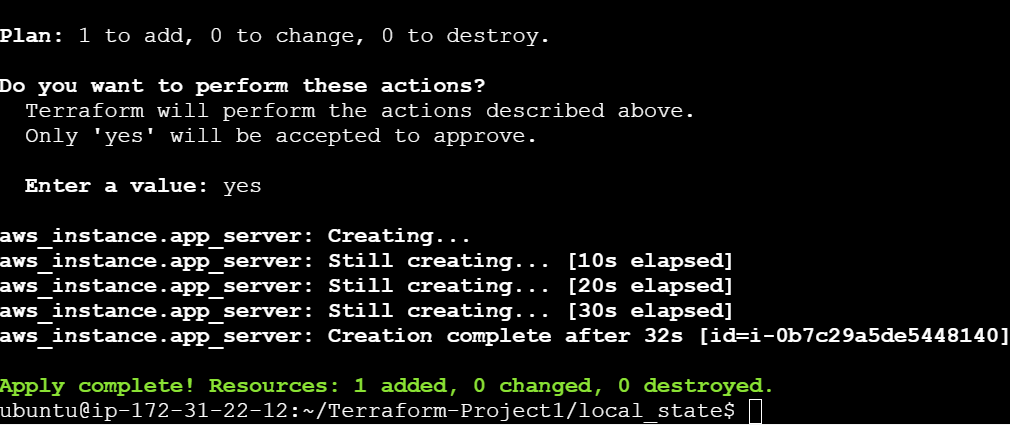 Plan: 1 to add, 0 to change, 0 to destroy.
Do you want to perform these actions?
Terraform will perform the actions described above.
Only 'yes' will be accepted to approve.
Enter a value: yes
aws_instance.app_server: Creating...
aws_instance.app_server: Still creating... [10s elapsed]
aws_instance.app_server: Still creating... [20s elapsed]
aws_instance.app_server: Still creating... [30s elapsed]
aws_instance.app_server: Creation complete after 32s [id=i-0b7c29a5de5448140]
Apply complete! Resources: 1 added, 0 changed, 0 destroyed.
ubuntu@ip-172-31-22-12:~/Terraform-Project1/local_state$